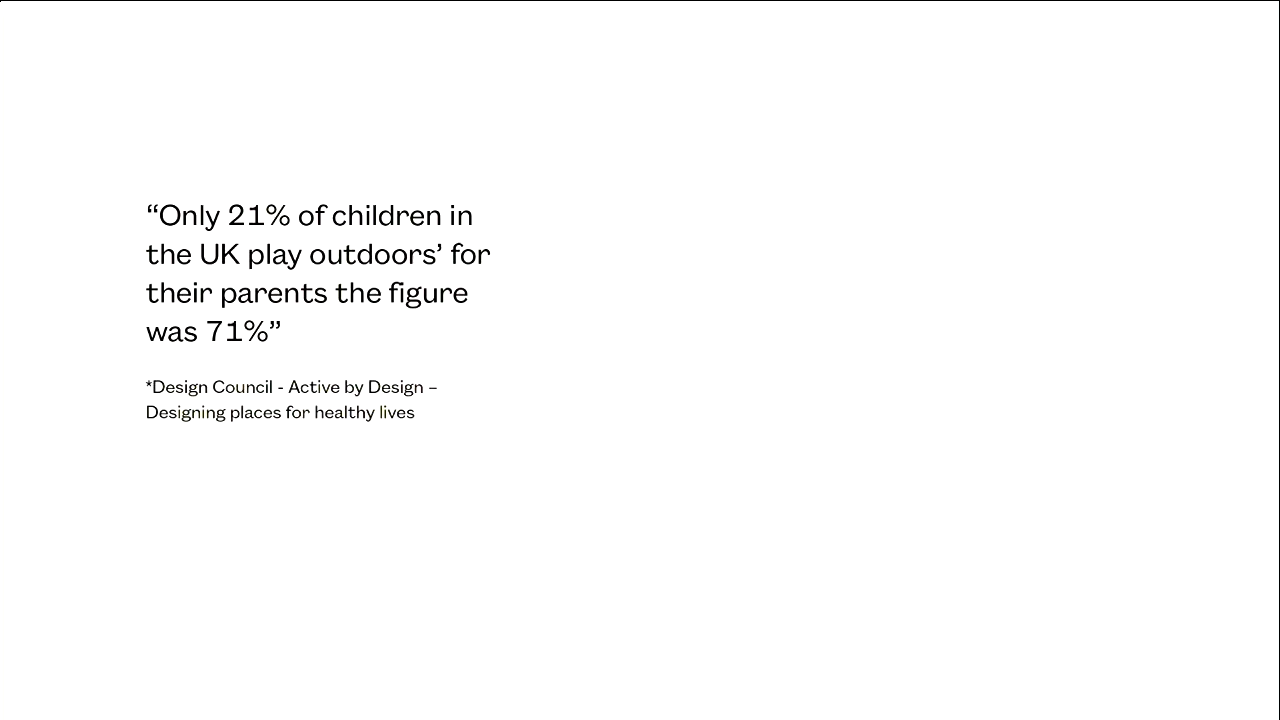 “Only 21% of children in
the UK play outdoors’ for
their parents the figure
was 71%”
*Design Council - Active by Design –
Designing places for healthy lives